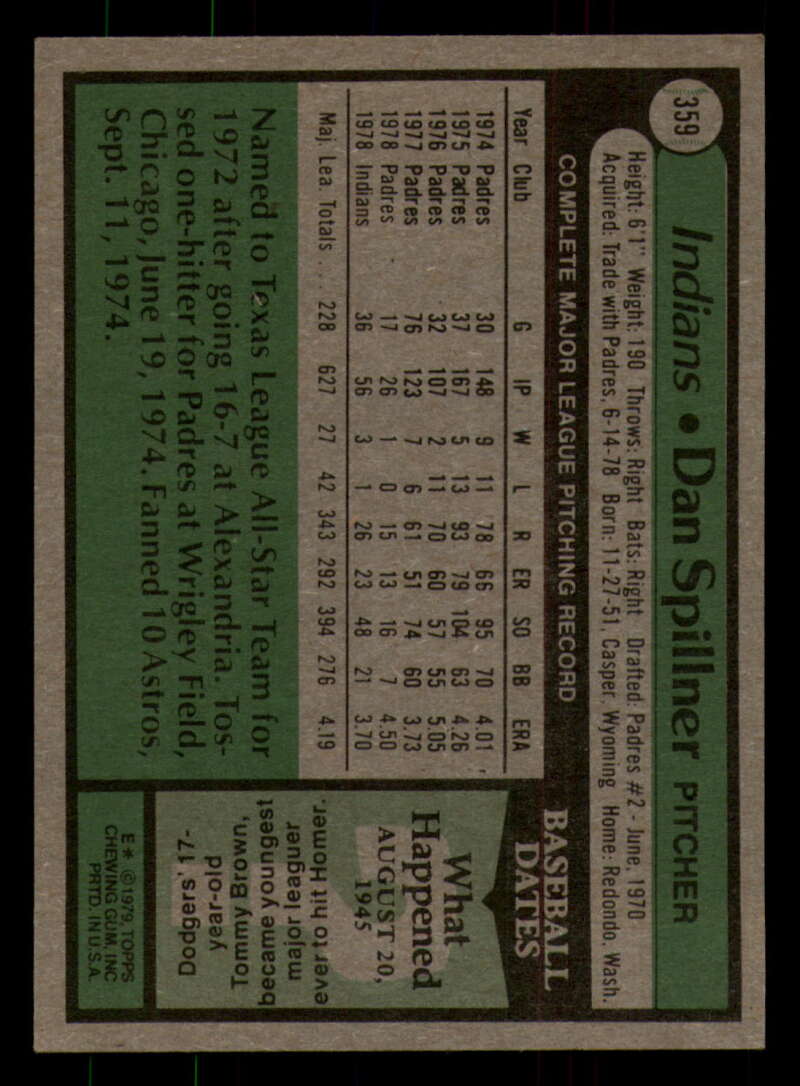 359
Indians • Dan Spillner PITCHER
Height: 6'1" Weight: 190 Throws: Right Bats: Right Drafted: Padres #2 - June, 1970
Acquired: Trade with Padres, 6-14-78 Born: 11-27-51, Casper, Wyoming Home: Redondo, Wash.
COMPLETE MAJOR LEAGUE PITCHING RECORD
Year Club G IP W L R ER SO BB ERA
1974 Padres 30 148 9 11 78 66 95 70 4.01
1975 Padres 37 167 5 13 93 79 104 63 4.26
1976 Padres 32 107 2 11 70 60 57 55 5.05
1977 Padres 76 123 7 6 61 51 74 60 3.73
1978 Padres 17 26 1 0 15 13 16 7 4.50
1978 Indians 36 56 3 1 26 23 48 21 3.70
Maj. Lea. Totals . . . 228 627 27 42 343 292 394 276 4.19
Named to Texas League All-Star Team for
1972 after going 16-7 at Alexandria. Tos-
sed one-hitter for Padres at Wrigley Field,
Chicago, June 19, 1974. Fanned 10 Astros,
Sept. 11, 1974.
BASEBALL
DATES
What
Happened
AUGUST 20,
1945
Dodgers' 17-
year-old
Tommy Brown,
became youngest
major leaguer
ever to hit Homer.
E* © 1979, TOPPS
CHEWING GUM, INC
PRTD. IN U.S.A.